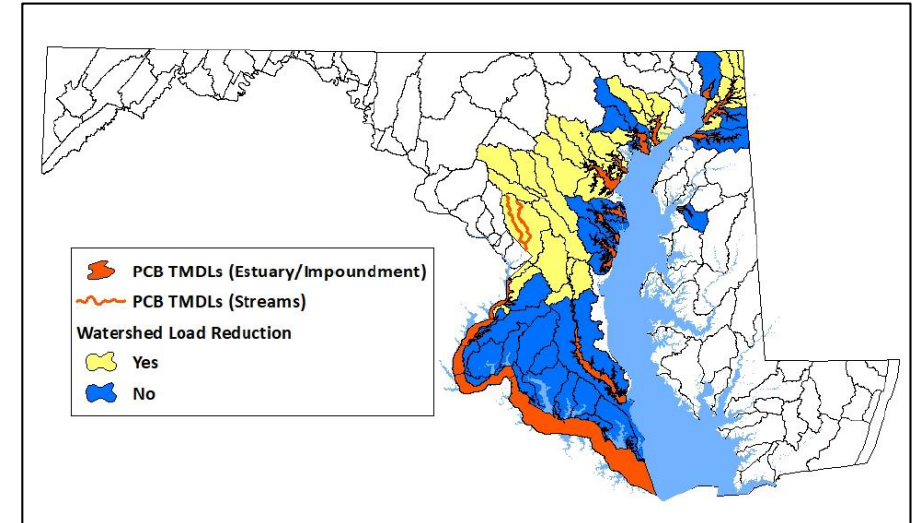 PCB TMDLs (Estuary/Impoundment)
PCB TMDLs (Streams)
Watershed Load Reduction
Yes
No